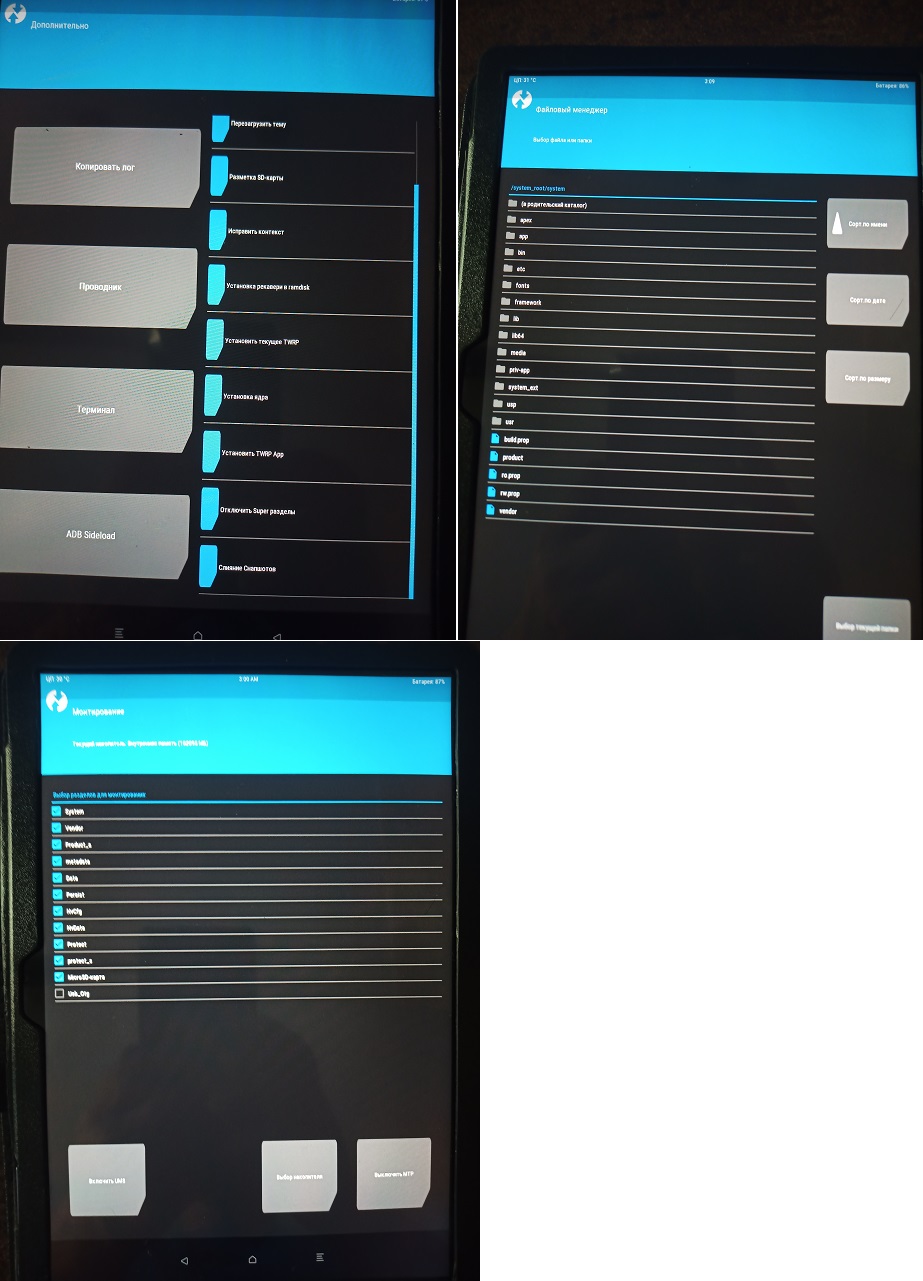 Дополнительно
Копировать лог
Проводник
Терминал
ADB Sideload
Перезагрузить тему
Разметка SD-карты
Исправить контекст
Установка рекавери в ramdisk
Установить текущее TWRP
Установка ядра
Установить TWRP App
Отключить Super разделы
Слияние Снапшотов
ЦП: 31 °C
3:09
Батарея: 86%
Файловый менеджер
Выбор файла или папки
/system_root/system
(в родительский каталог)
apex
app
bin
etc
fonts
framework
lib
lib64
media
priv-app
system_ext
usp
usr
build.prop
product
ro.prop
rw.prop
vendor
Сорт по имени
Сорт по дате
Сорт по размеру
Выбор текущей папки
ЦП: 30 °C
3:00 AM
Батарея: 87%
Монтирование
Текущий накопитель: Внутренняя память
Выбор разделов для монтирования
System
Vendor
Product_a
metadata
Data
Persist
NvCfg
NvData
Protect
protect_s
MicroSD-карта
Usb_Otg
Включить UMS
Выбор накопителя
Выключить MTP